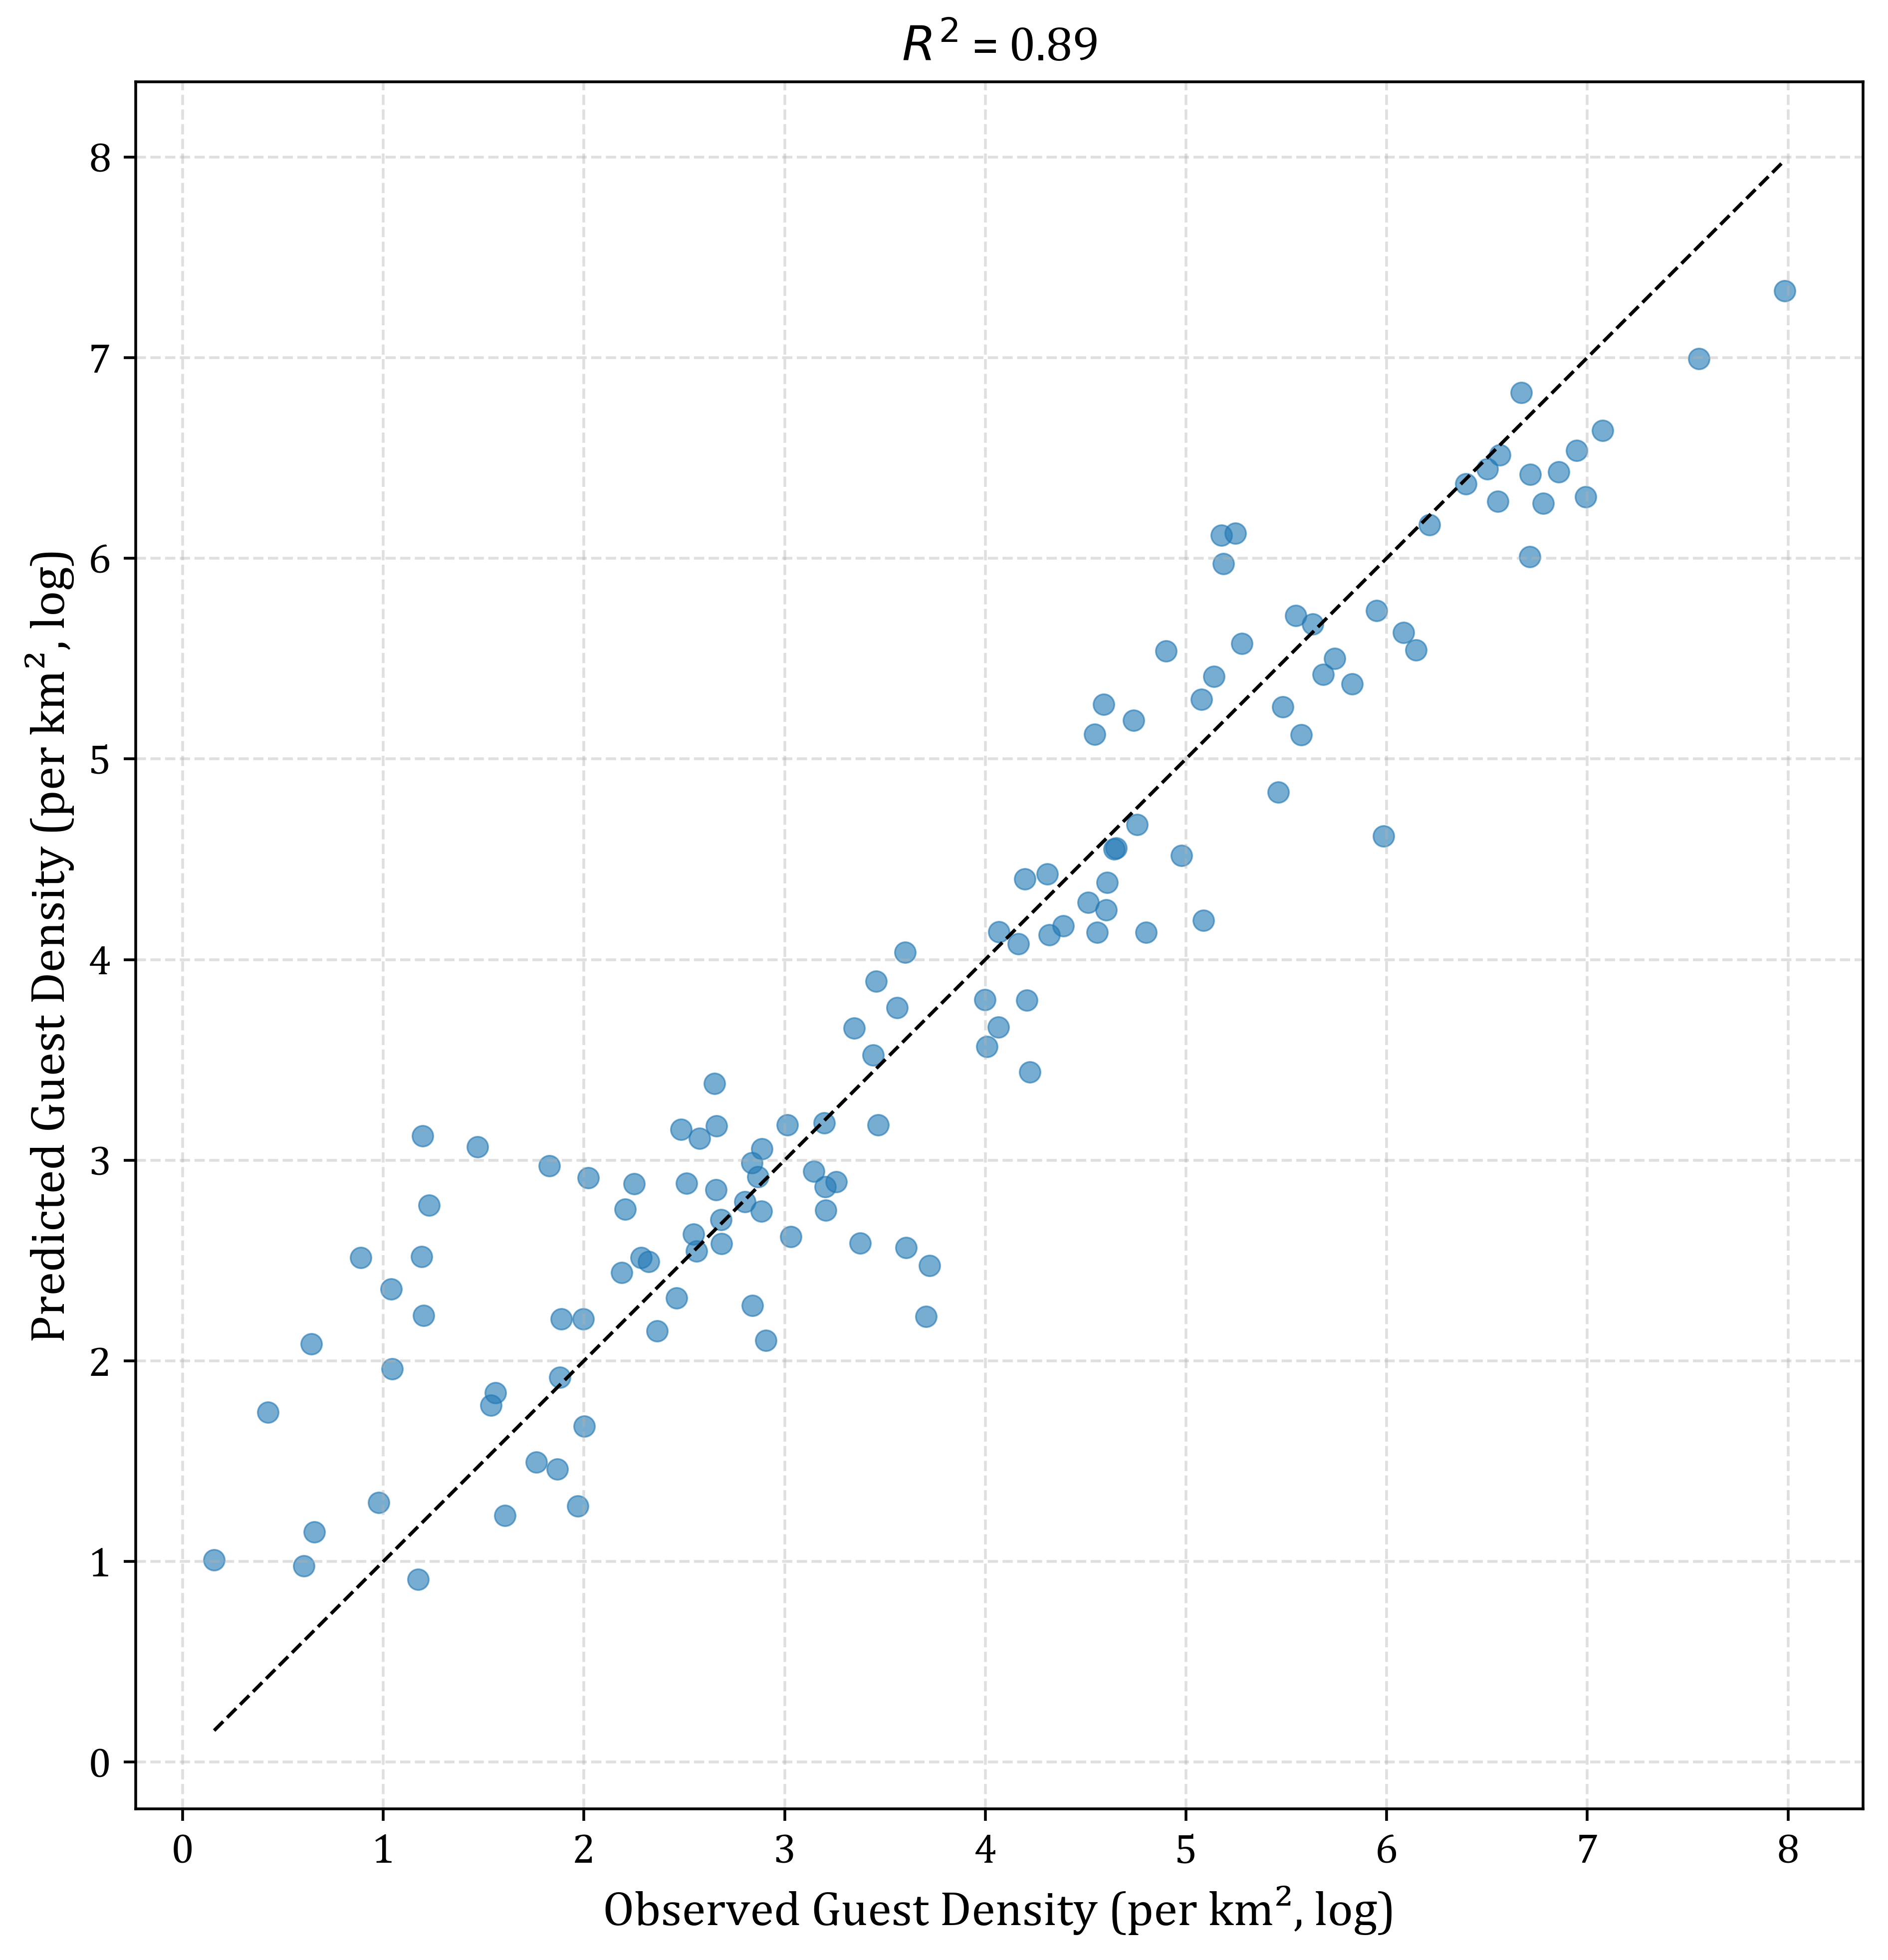 R² = 0.89
Predicted Guest Density (per km², log)
8
7
6
5
4
3
2
1
0
0 1 2 3 4 5 6 7 8
Observed Guest Density (per km², log)